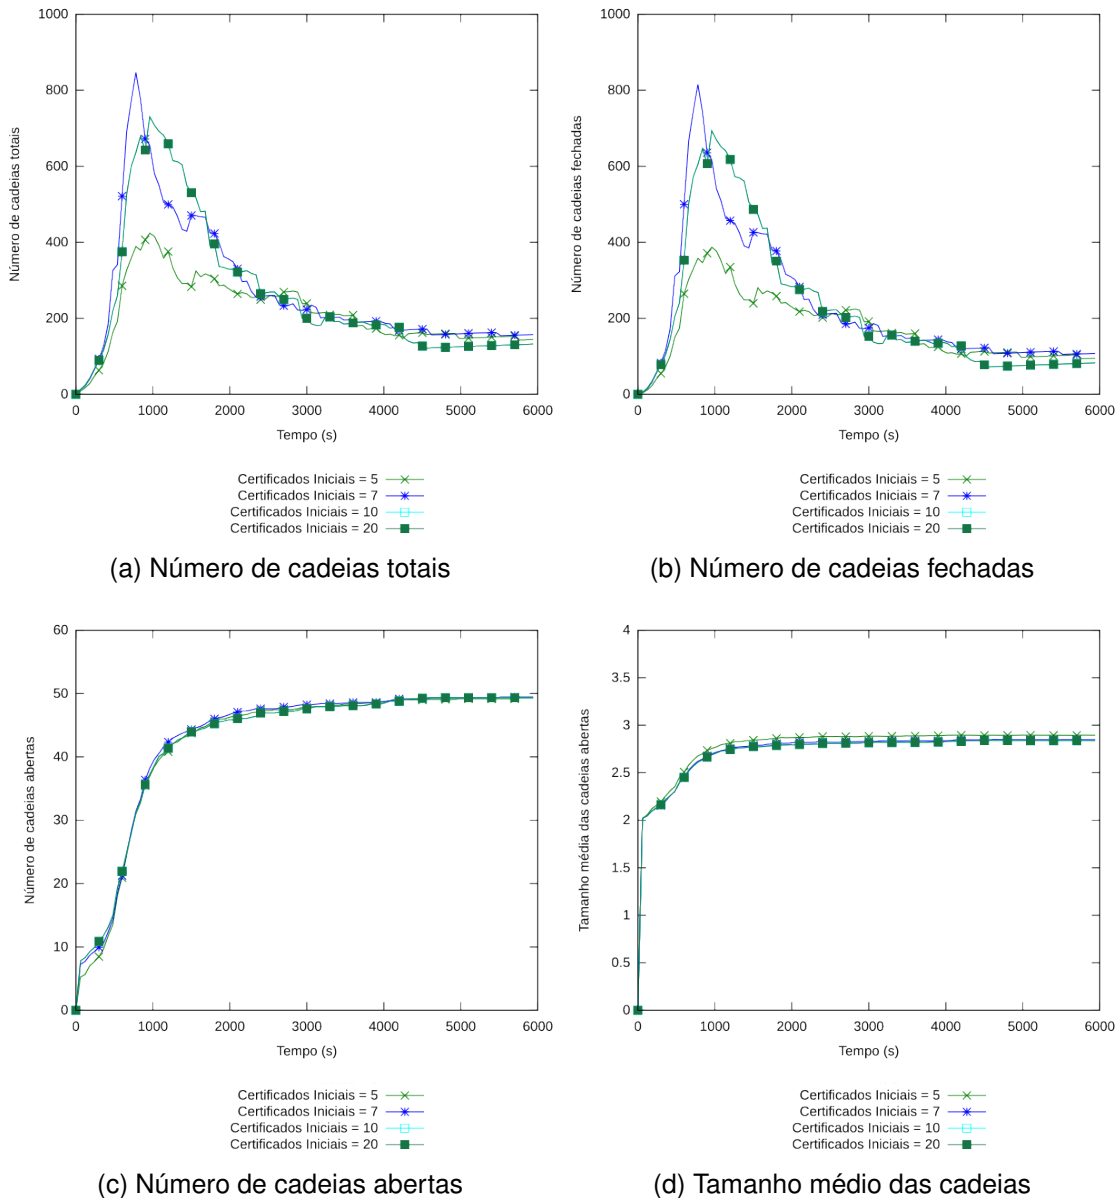 1000
800
600
400
200
0
Número de cadeias totais
0 1000 2000 3000 4000 5000 6000
Tempo (s)
Certificados Iniciais = 5
Certificados Iniciais = 7
Certificados Iniciais = 10
Certificados Iniciais = 20
(a) Número de cadeias totais
1000
800
600
400
200
0
Número de cadeias fechadas
0 1000 2000 3000 4000 5000 6000
Tempo (s)
Certificados Iniciais = 5
Certificados Iniciais = 7
Certificados Iniciais = 10
Certificados Iniciais = 20
(b) Número de cadeias fechadas
60
50
40
30
20
10
0
Número de cadeias abertas
0 1000 2000 3000 4000 5000 6000
Tempo (s)
Certificados Iniciais = 5
Certificados Iniciais = 7
Certificados Iniciais = 10
Certificados Iniciais = 20
(c) Número de cadeias abertas
4
3.5
3
2.5
2
1.5
1
0.5
0
Tamanho média das cadeias abertas
0 1000 2000 3000 4000 5000 6000
Tempo (s)
Certificados Iniciais = 5
Certificados Iniciais = 7
Certificados Iniciais = 10
Certificados Iniciais = 20
(d) Tamanho médio das cadeias